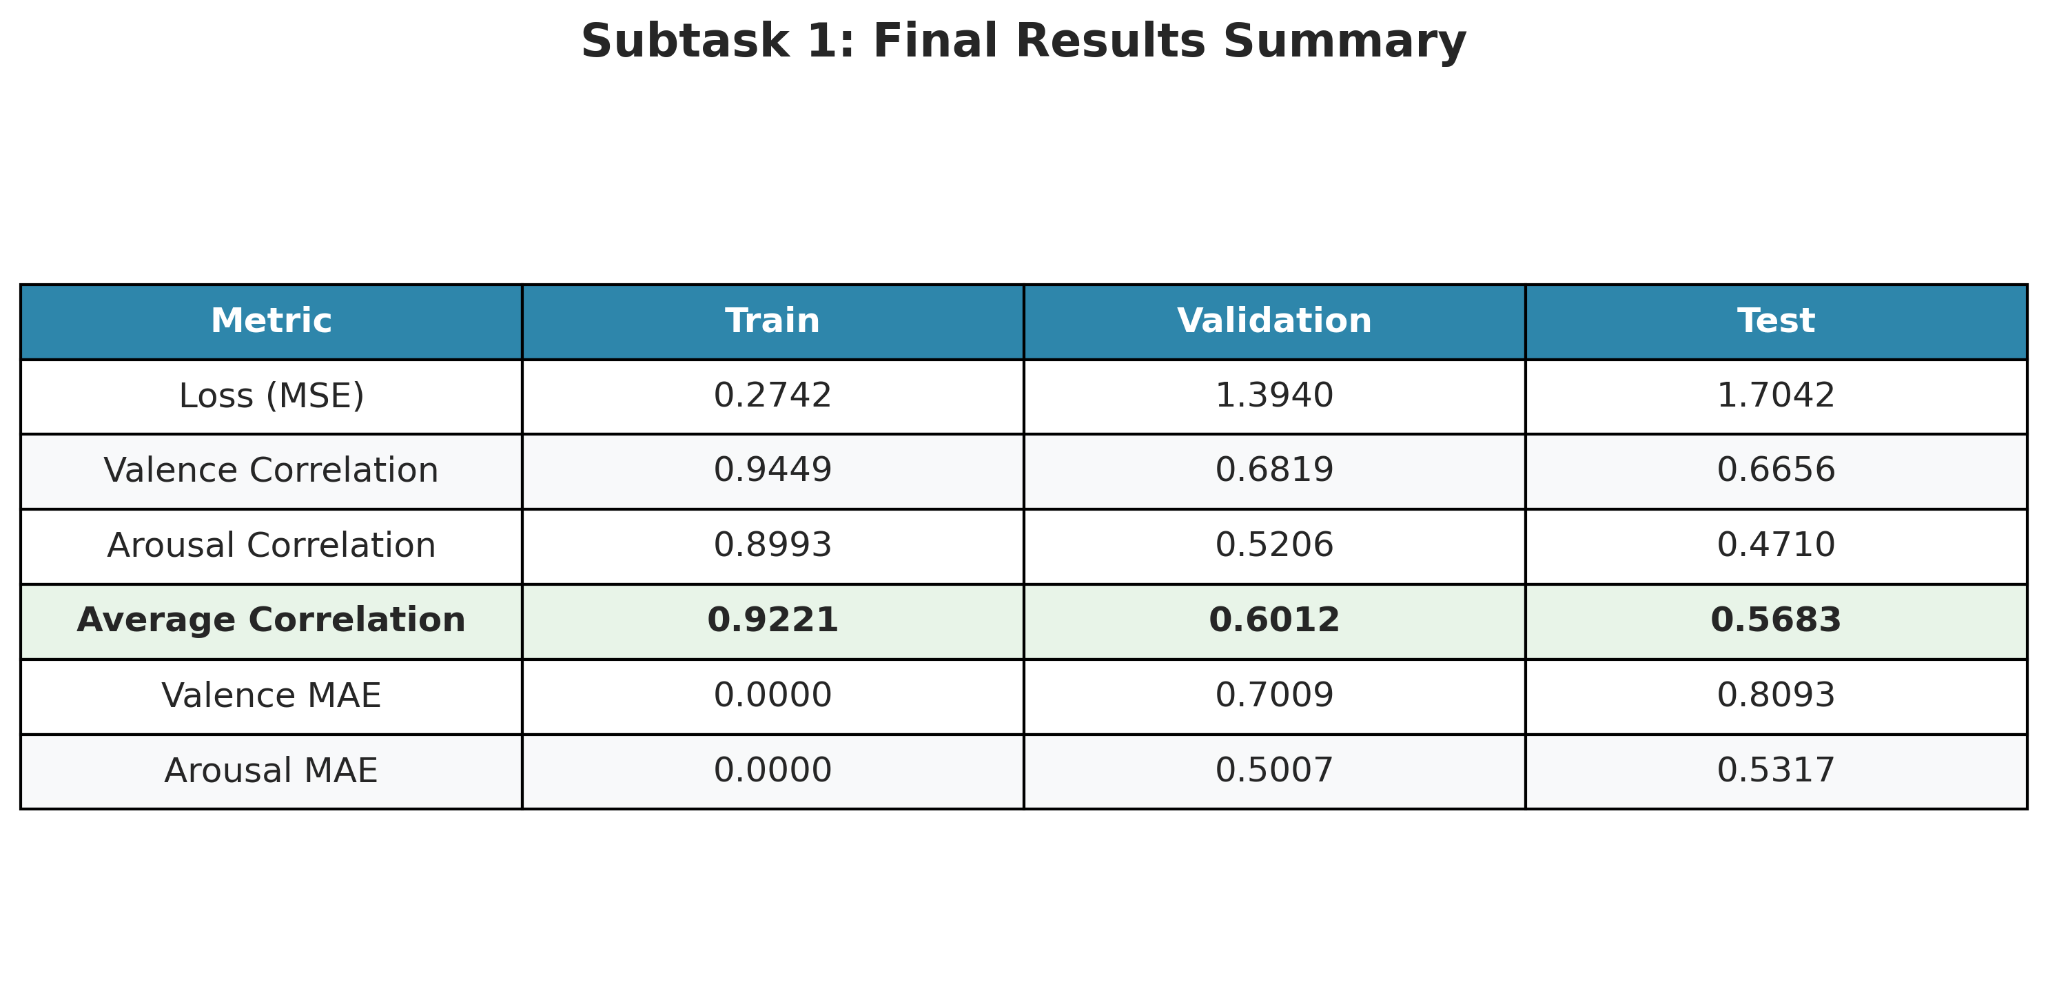 Subtask 1: Final Results Summary
Metric Train Validation Test
Loss (MSE) 0.2742 1.3940 1.7042
Valence Correlation 0.9449 0.6819 0.6656
Arousal Correlation 0.8993 0.5206 0.4710
Average Correlation 0.9221 0.6012 0.5683
Valence MAE 0.0000 0.7009 0.8093
Arousal MAE 0.0000 0.5007 0.5317